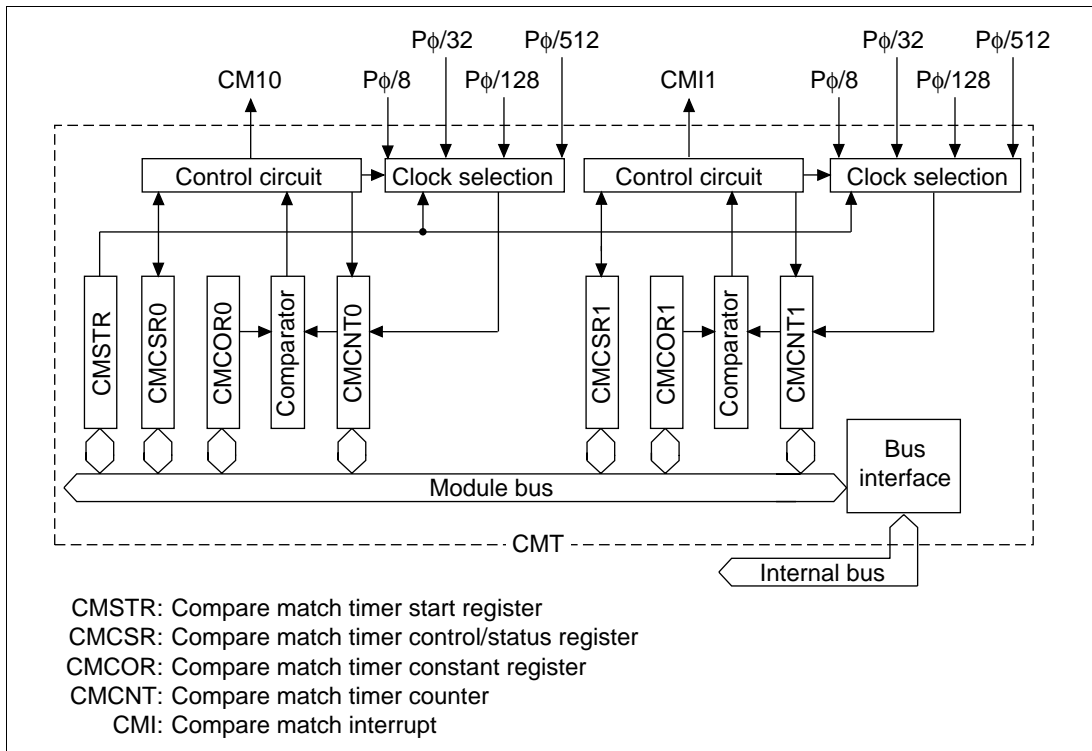 Pϕ/32 Pϕ/512 Pϕ/32 Pϕ/512
CM10 Pϕ/8 Pϕ/128 CMI1 Pϕ/8 Pϕ/128
Control circuit Clock selection Control circuit Clock selection
CMSTR CMCSR0 CMCOR0 Comparator CMCNT0 CMCSR1 CMCOR1 Comparator CMCNT1
Bus
interface
Module bus
CMT
Internal bus
CMSTR: Compare match timer start register
CMCSR: Compare match timer control/status register
CMCOR: Compare match timer constant register
CMCNT: Compare match timer counter
CMI: Compare match interrupt